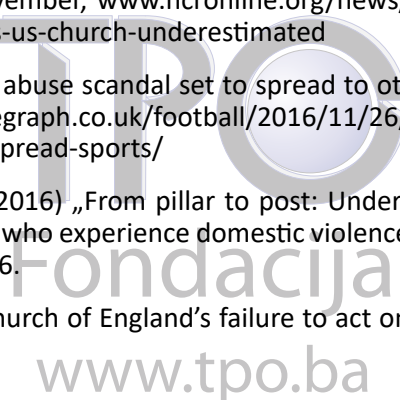 ovember, www.ncronline.org/news/
s-us-church-underestimated
abuse scandal set to spread to ot
egraph.co.uk/football/2016/11/26/
pread-sports/
2016) „From pillar to post: Under
who experience domestic violence
6.
hurch of England’s failure to act on
TPO
Fondacija
www.tpo.ba